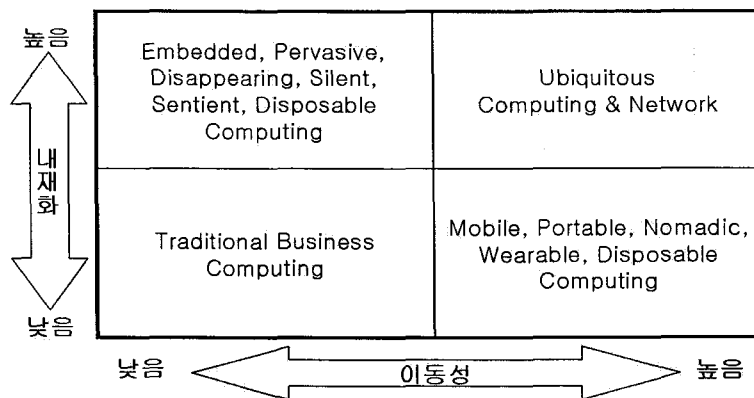 높음
Embedded, Pervasive,
Disappearing, Silent,
Sentient, Disposable
Computing
Ubiquitous
Computing & Network
내재화
Traditional Business
Computing
Mobile, Portable, Nomadic,
Wearable, Disposable
Computing
낮음
낮음
이동성
높음